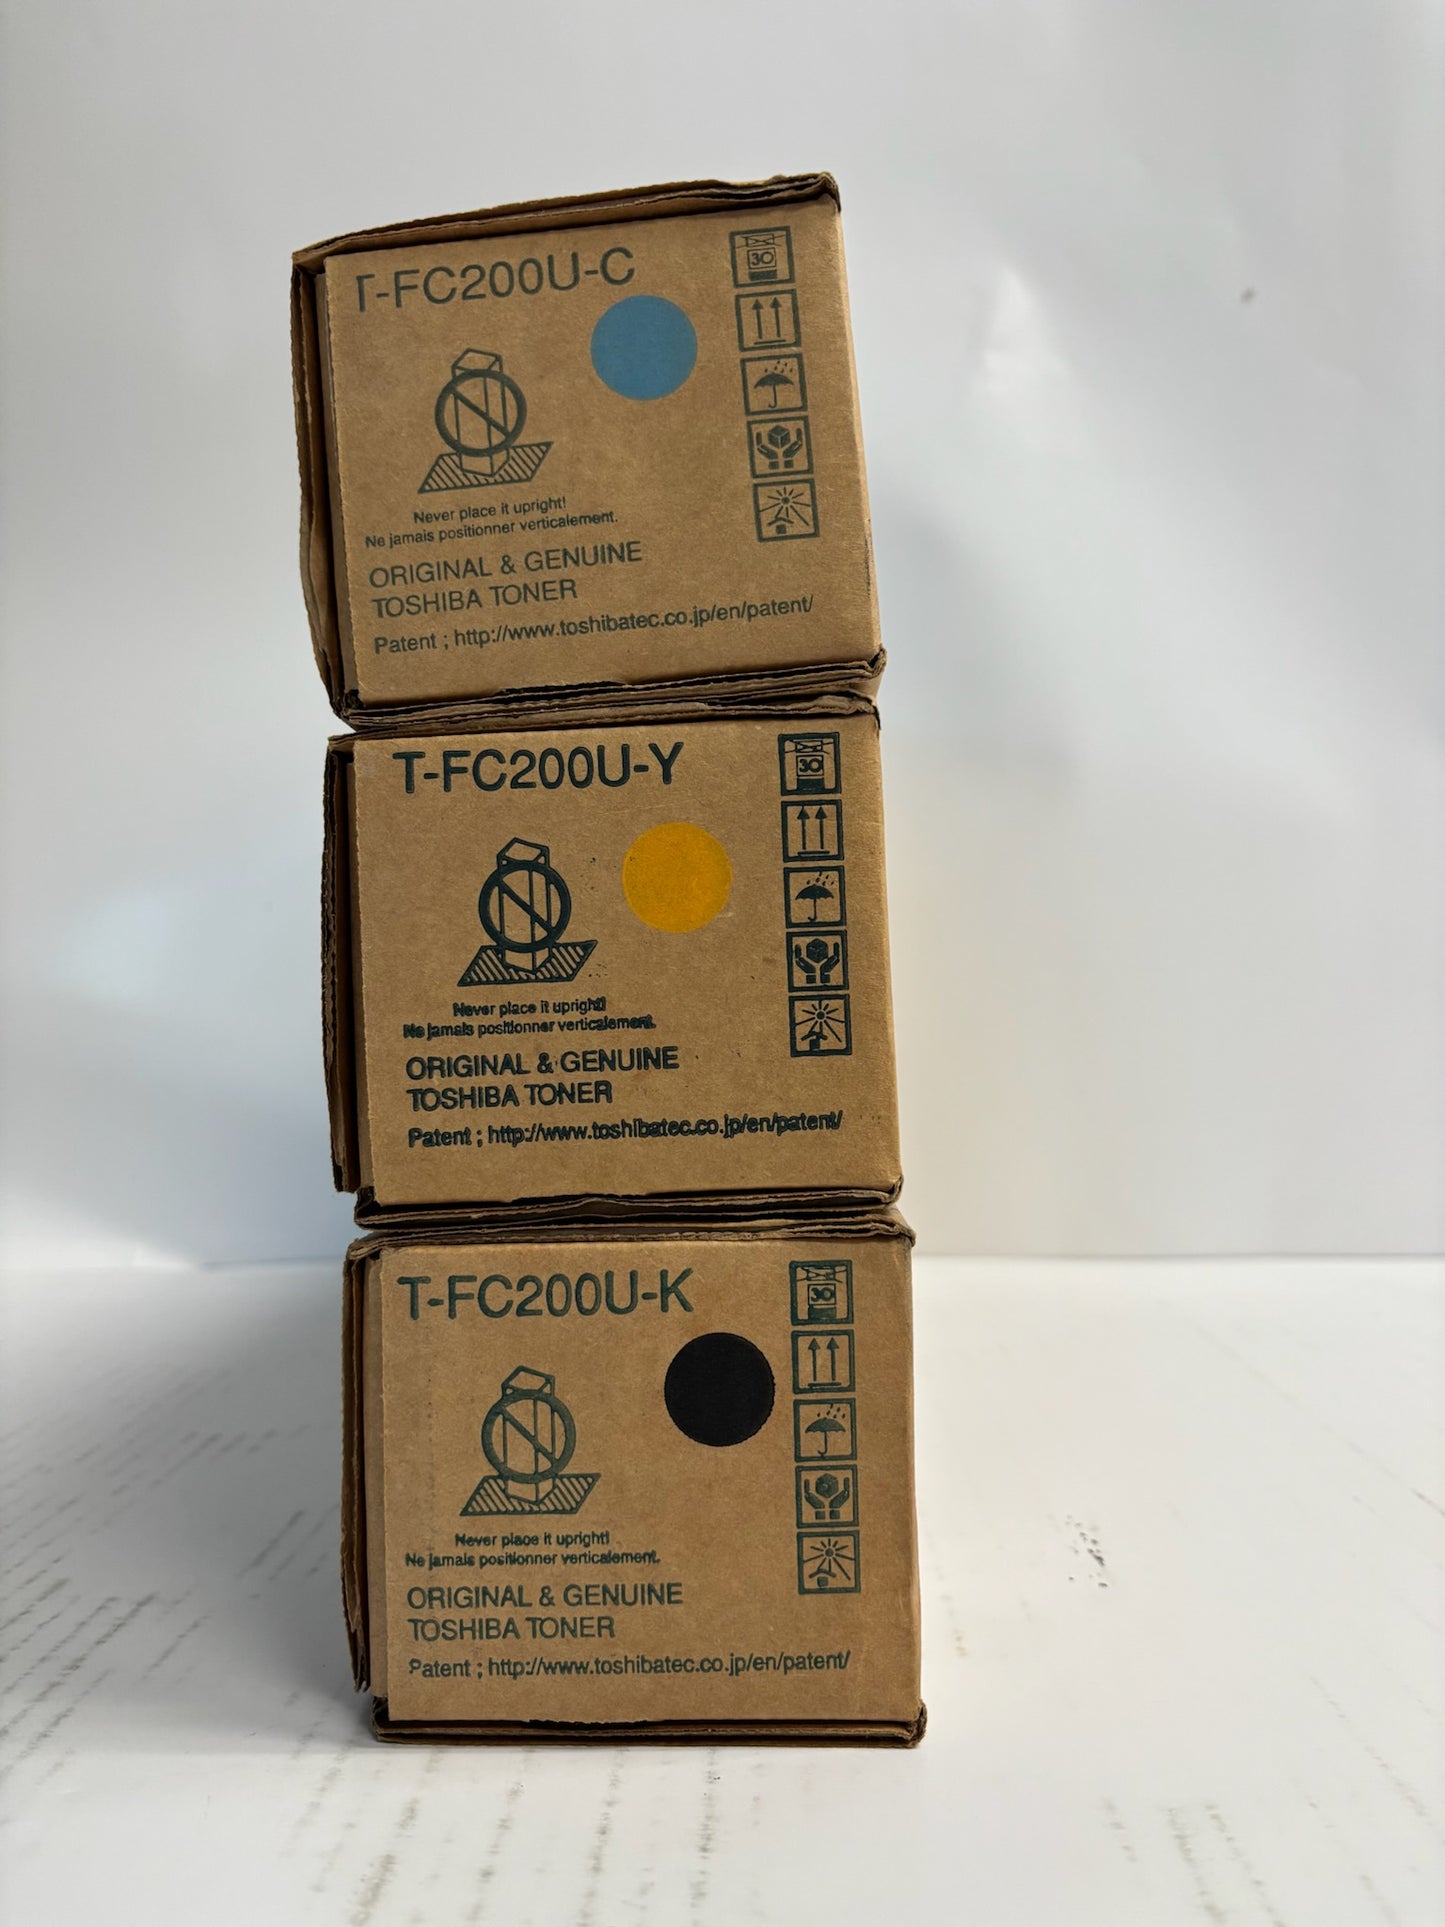 T-FC200U-C
30
Never place it upright!
Ne jamais positionner verticalement.
ORIGINAL & GENUINE
TOSHIBA TONER
Patent ; http://www.toshibatec.co.jp/en/patent/
T-FC200U-Y
30
Never place it upright!
Ne jamais positionner verticalement.
ORIGINAL & GENUINE
TOSHIBA TONER
Patent ; http://www.toshibatec.co.jp/en/patent/
T-FC200U-K
30
Never place it upright!
Ne jamais positionner verticalement.
ORIGINAL & GENUINE
TOSHIBA TONER
Patent ; http://www.toshibatec.co.jp/en/patent/